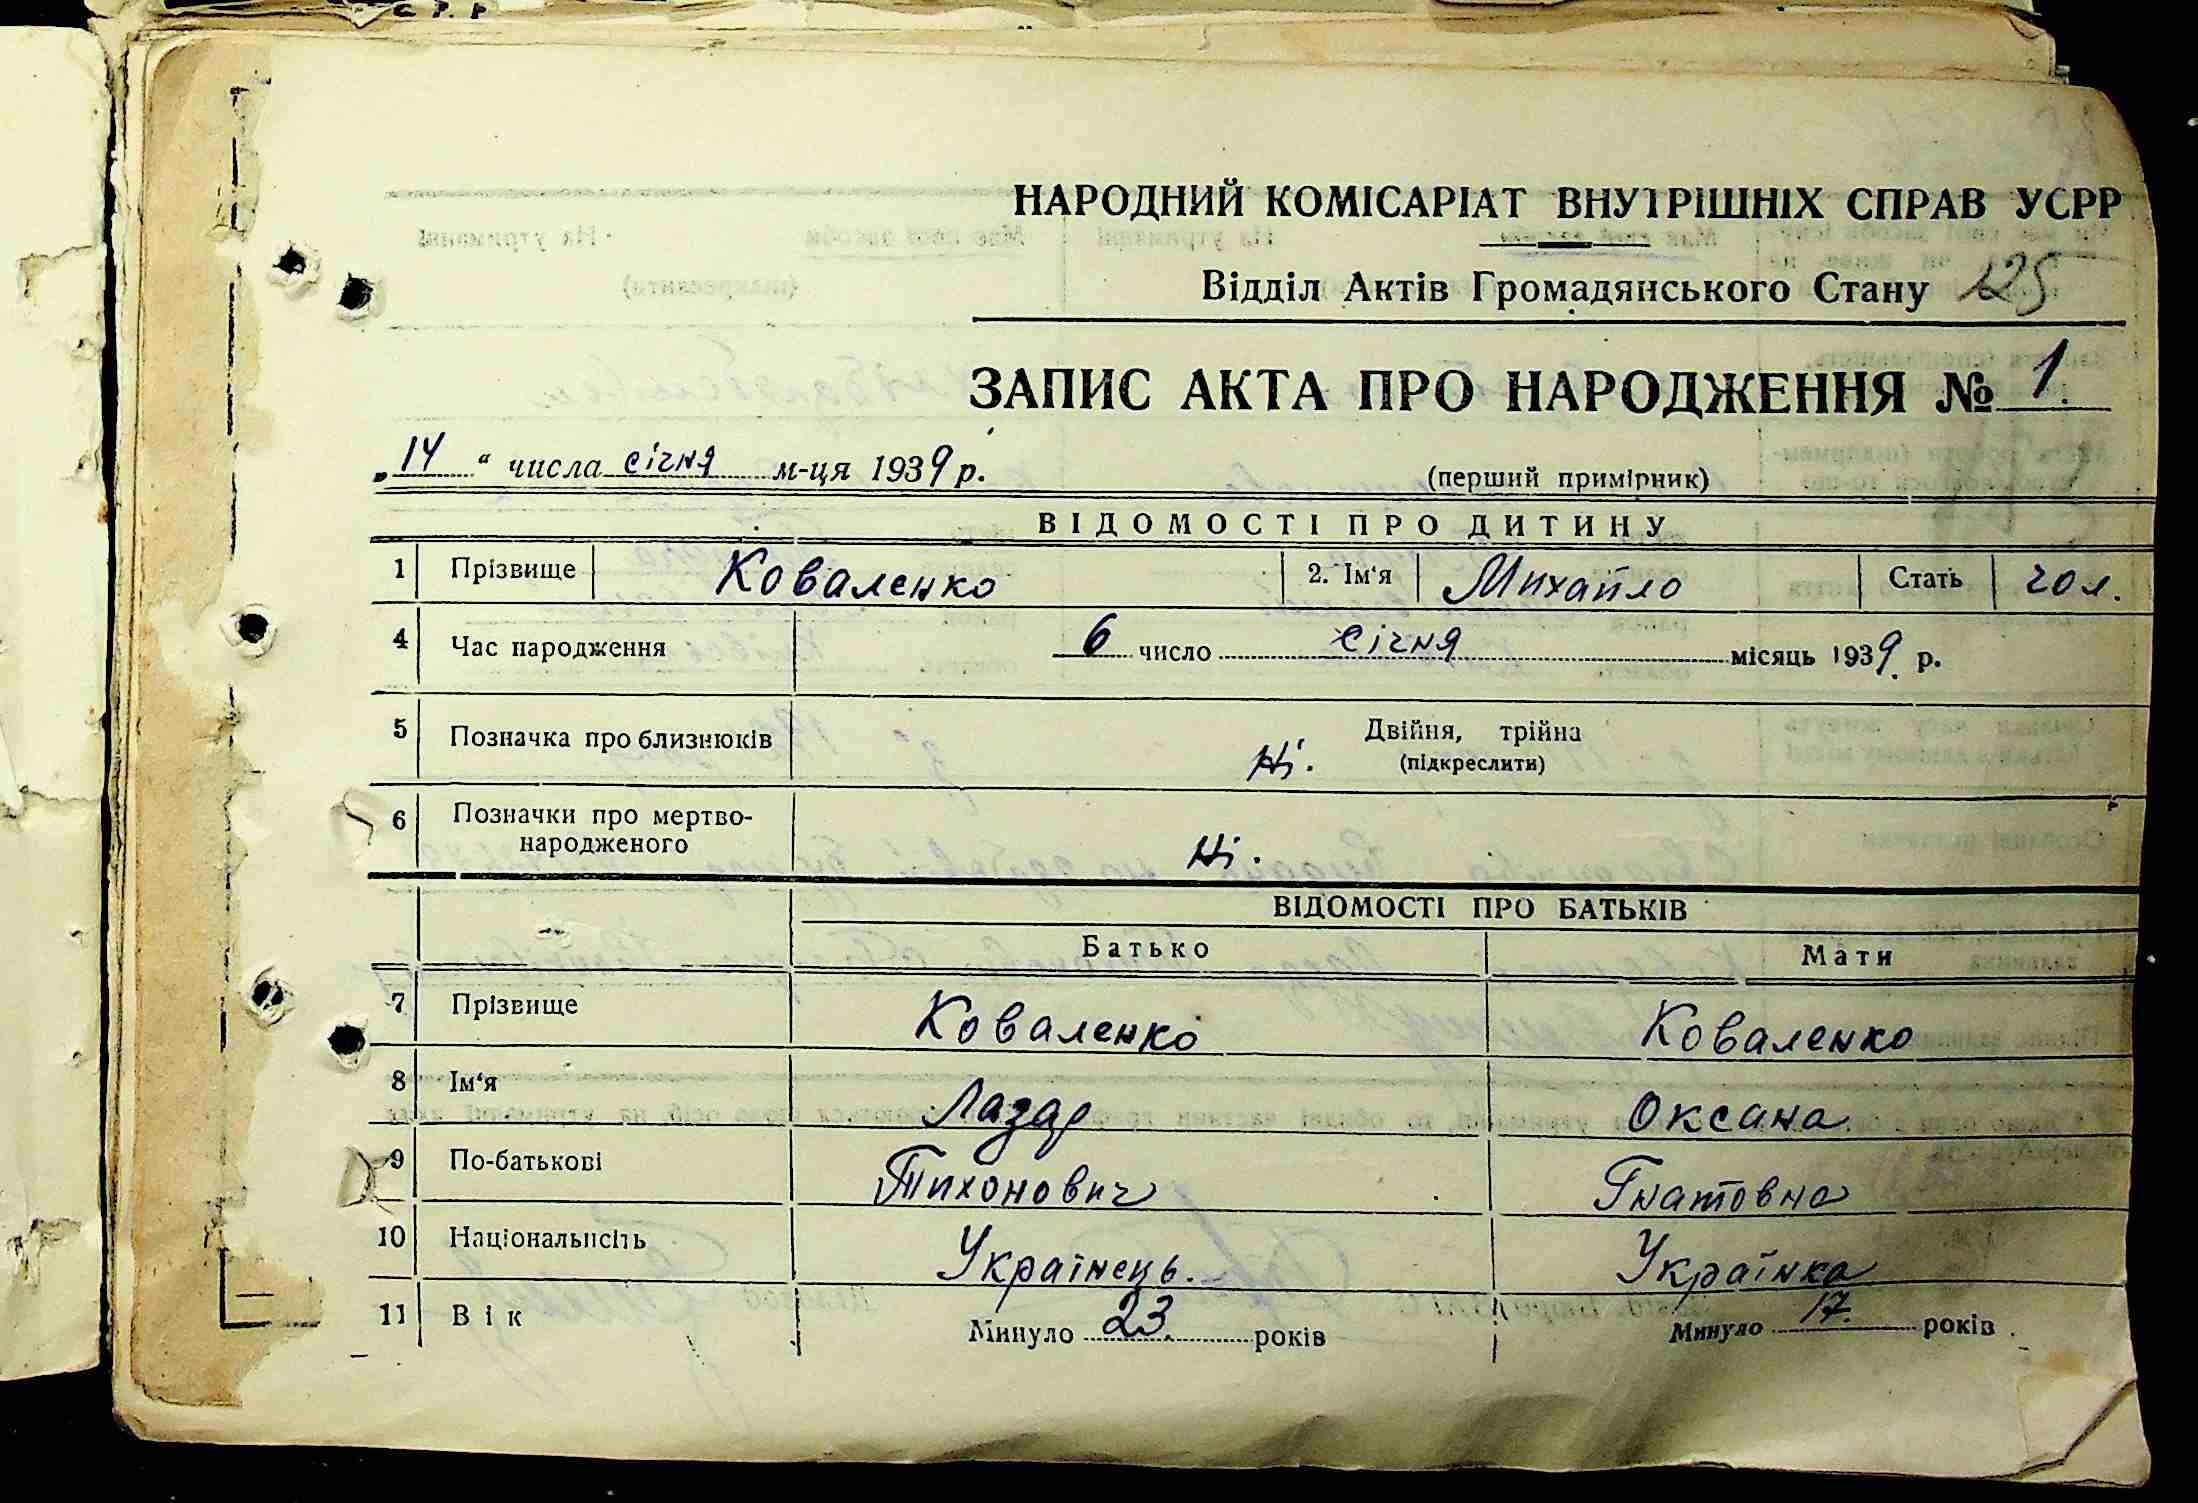 НАРОДНИЙ КОМІСАРІАТ ВНУТРІШНІХ СПРАВ УСРР
Відділ Актів Громадянського Стану 125
ЗАПИС АКТА ПРО НАРОДЖЕННЯ № 1.
„14“ числа січня м-ця 1939 р. (перший примірник)
ВІДОМОСТІ ПРО ДИТИНУ
1 Прізвище Коваленко 2. Ім'я Михайло Стать чол.
4 Час народження 6 число січня місяць 1939 р.
5 Позначка про близнюків Ні. Двійня, трійна
(підкреслити)
6 Позначки про мертво-
народженого Ні.
ВІДОМОСТІ ПРО БАТЬКІВ
Батько Мати
7 Прізвище Коваленко Коваленко
8 Ім'я Лазар Оксана
9 По-батькові Тихонович Гнатовна
10 Національність Українець. Українка
11 Вік Минуло 23 років Минуло 17. років